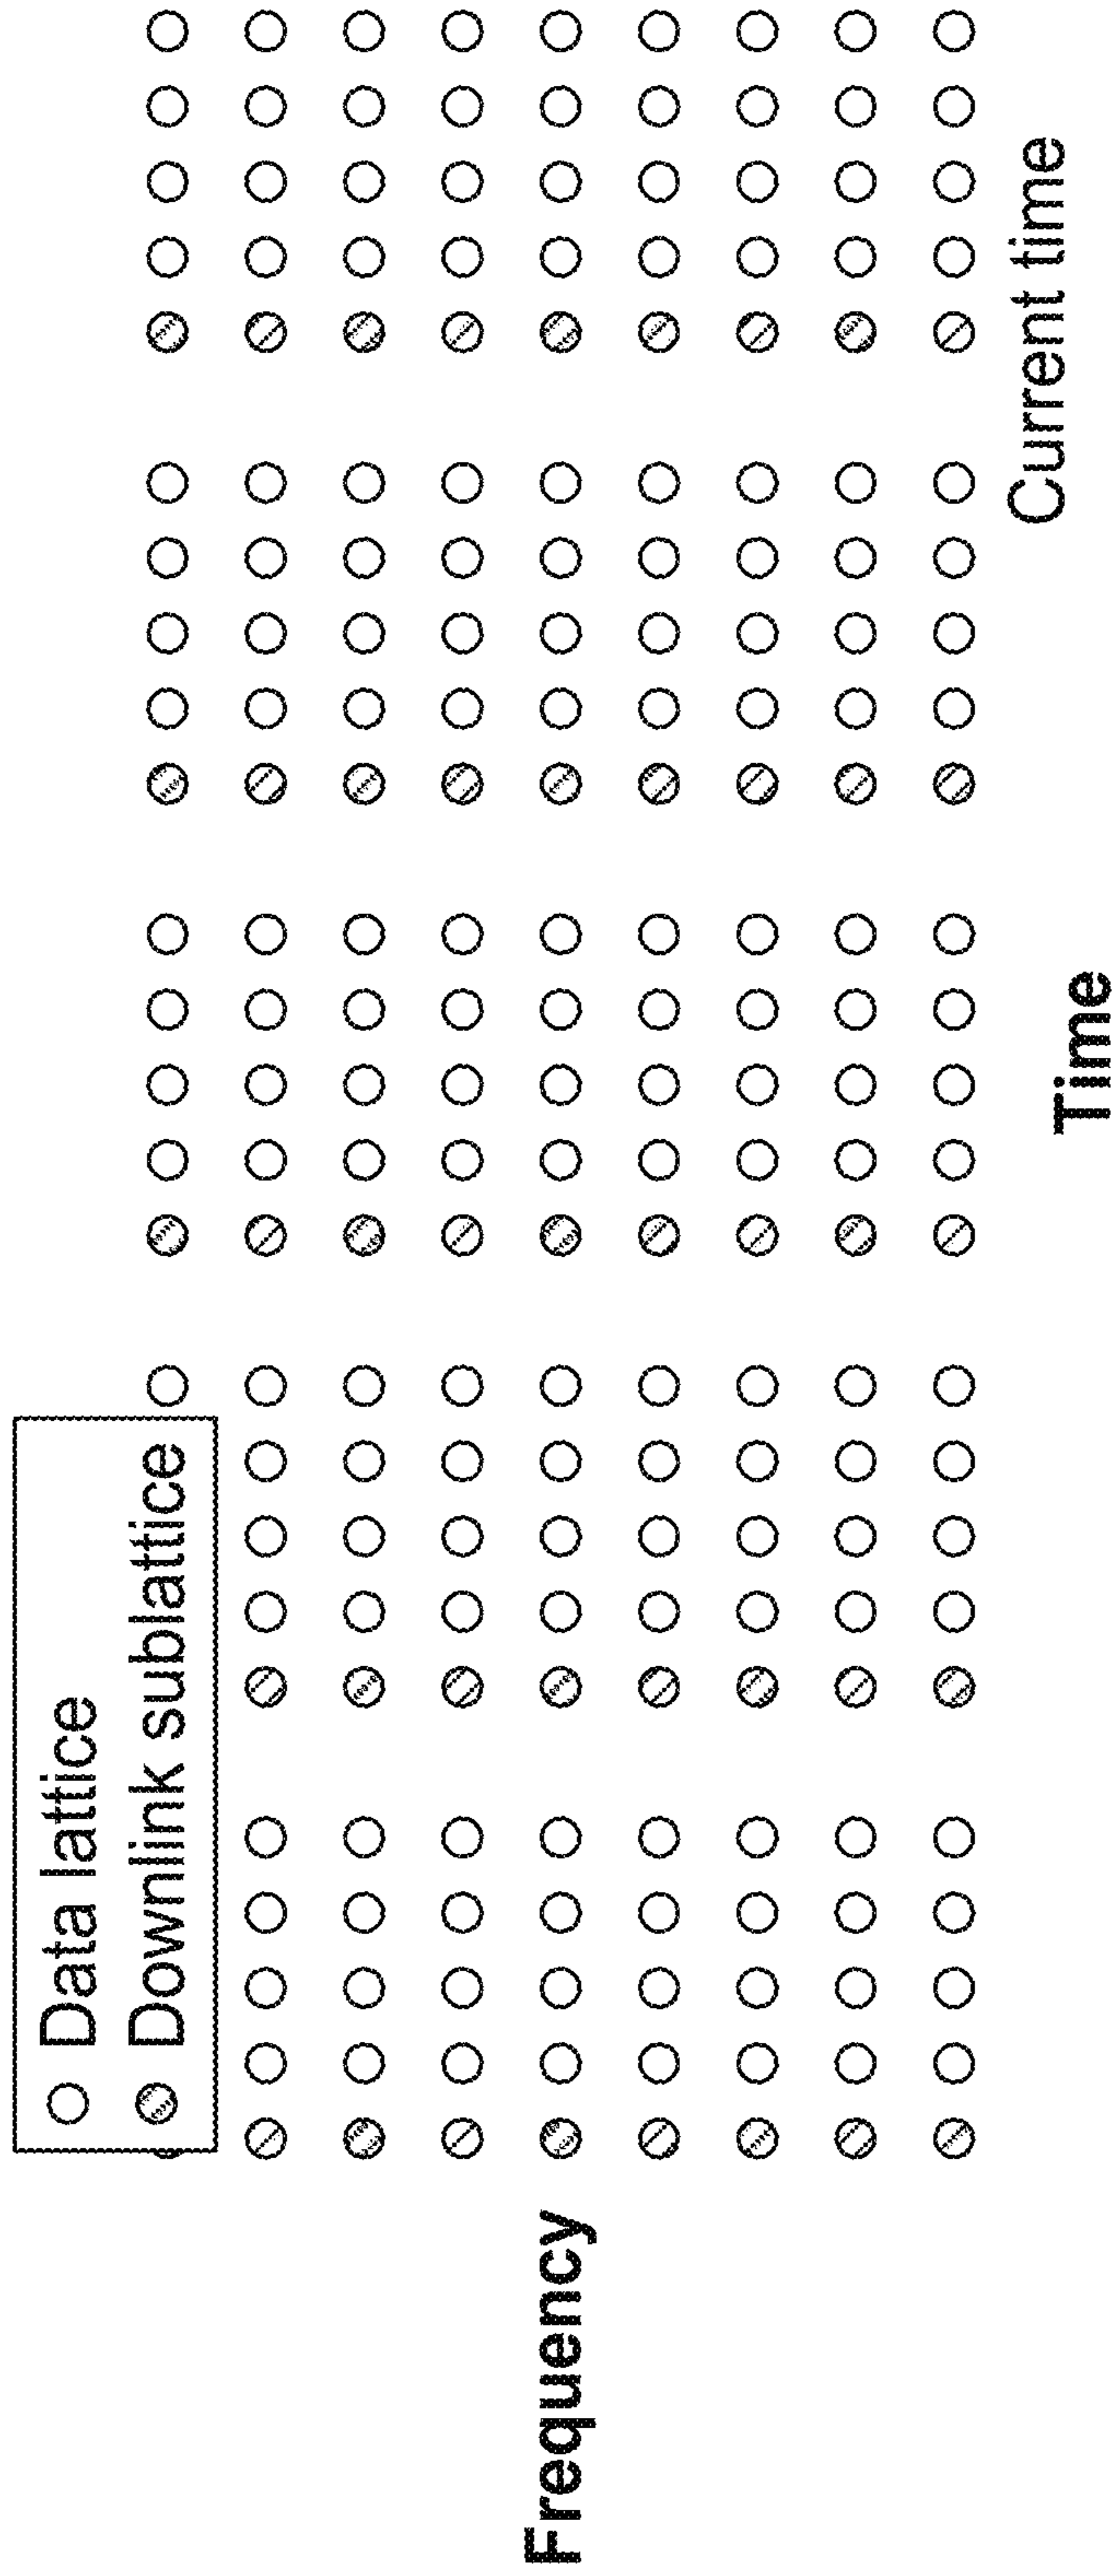 Data lattice
Downlink sublattice
Frequency
Time
Current time